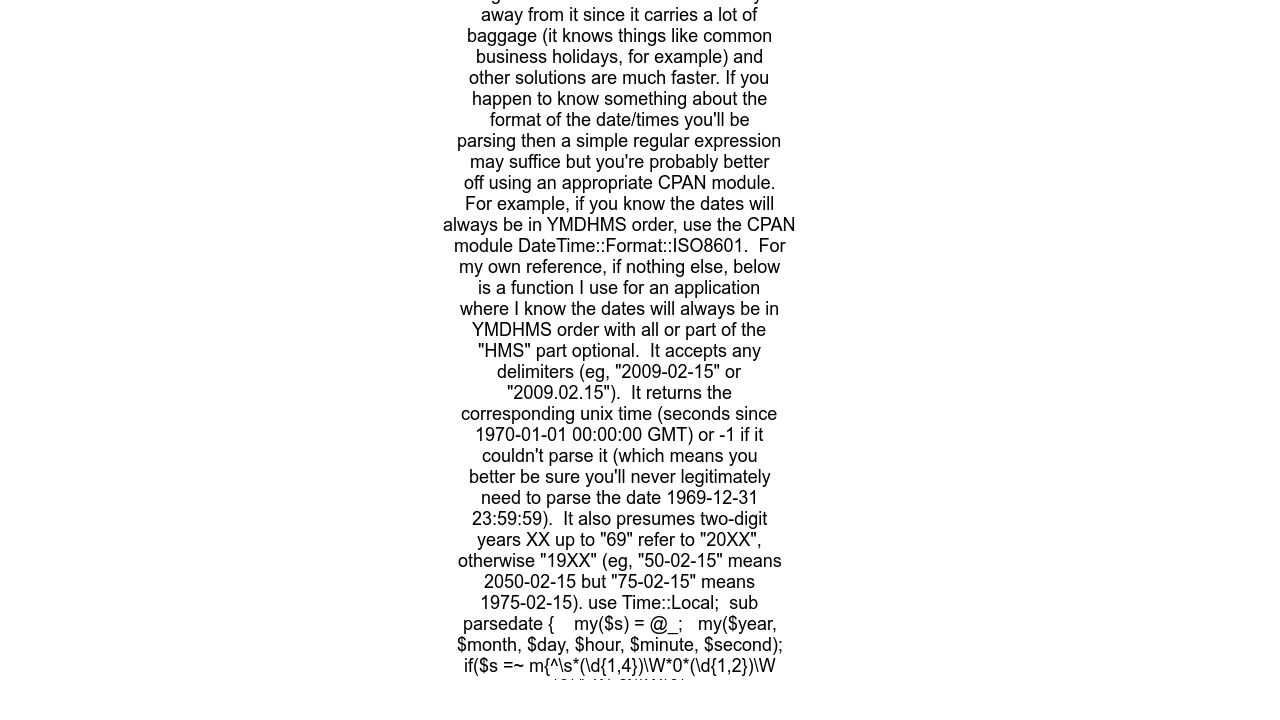 away from it since it carries a lot of
baggage (it knows things like common
business holidays, for example) and
other solutions are much faster. If you
happen to know something about the
format of the date/times you'll be
parsing then a simple regular expression
may suffice but you're probably better
off using an appropriate CPAN module.
For example, if you know the dates will
always be in YMDHMS order, use the CPAN
module DateTime::Format::ISO8601.  For
my own reference, if nothing else, below
is a function I use for an application
where I know the dates will always be in
YMDHMS order with all or part of the
"HMS" part optional.  It accepts any
delimiters (eg, "2009-02-15" or
"2009.02.15").  It returns the
corresponding unix time (seconds since
1970-01-01 00:00:00 GMT) or -1 if it
couldn't parse it (which means you
better be sure you'll never legitimately
need to parse the date 1969-12-31
23:59:59).  It also presumes two-digit
years XX up to "69" refer to "20XX",
otherwise "19XX" (eg, "50-02-15" means
2050-02-15 but "75-02-15" means
1975-02-15). use Time::Local;  sub
parsedate {    my($s) = @_;   my($year,
$month, $day, $hour, $minute, $second);
if($s =~ m{^\s*(\d{1,4})\W*0*(\d{1,2})\W